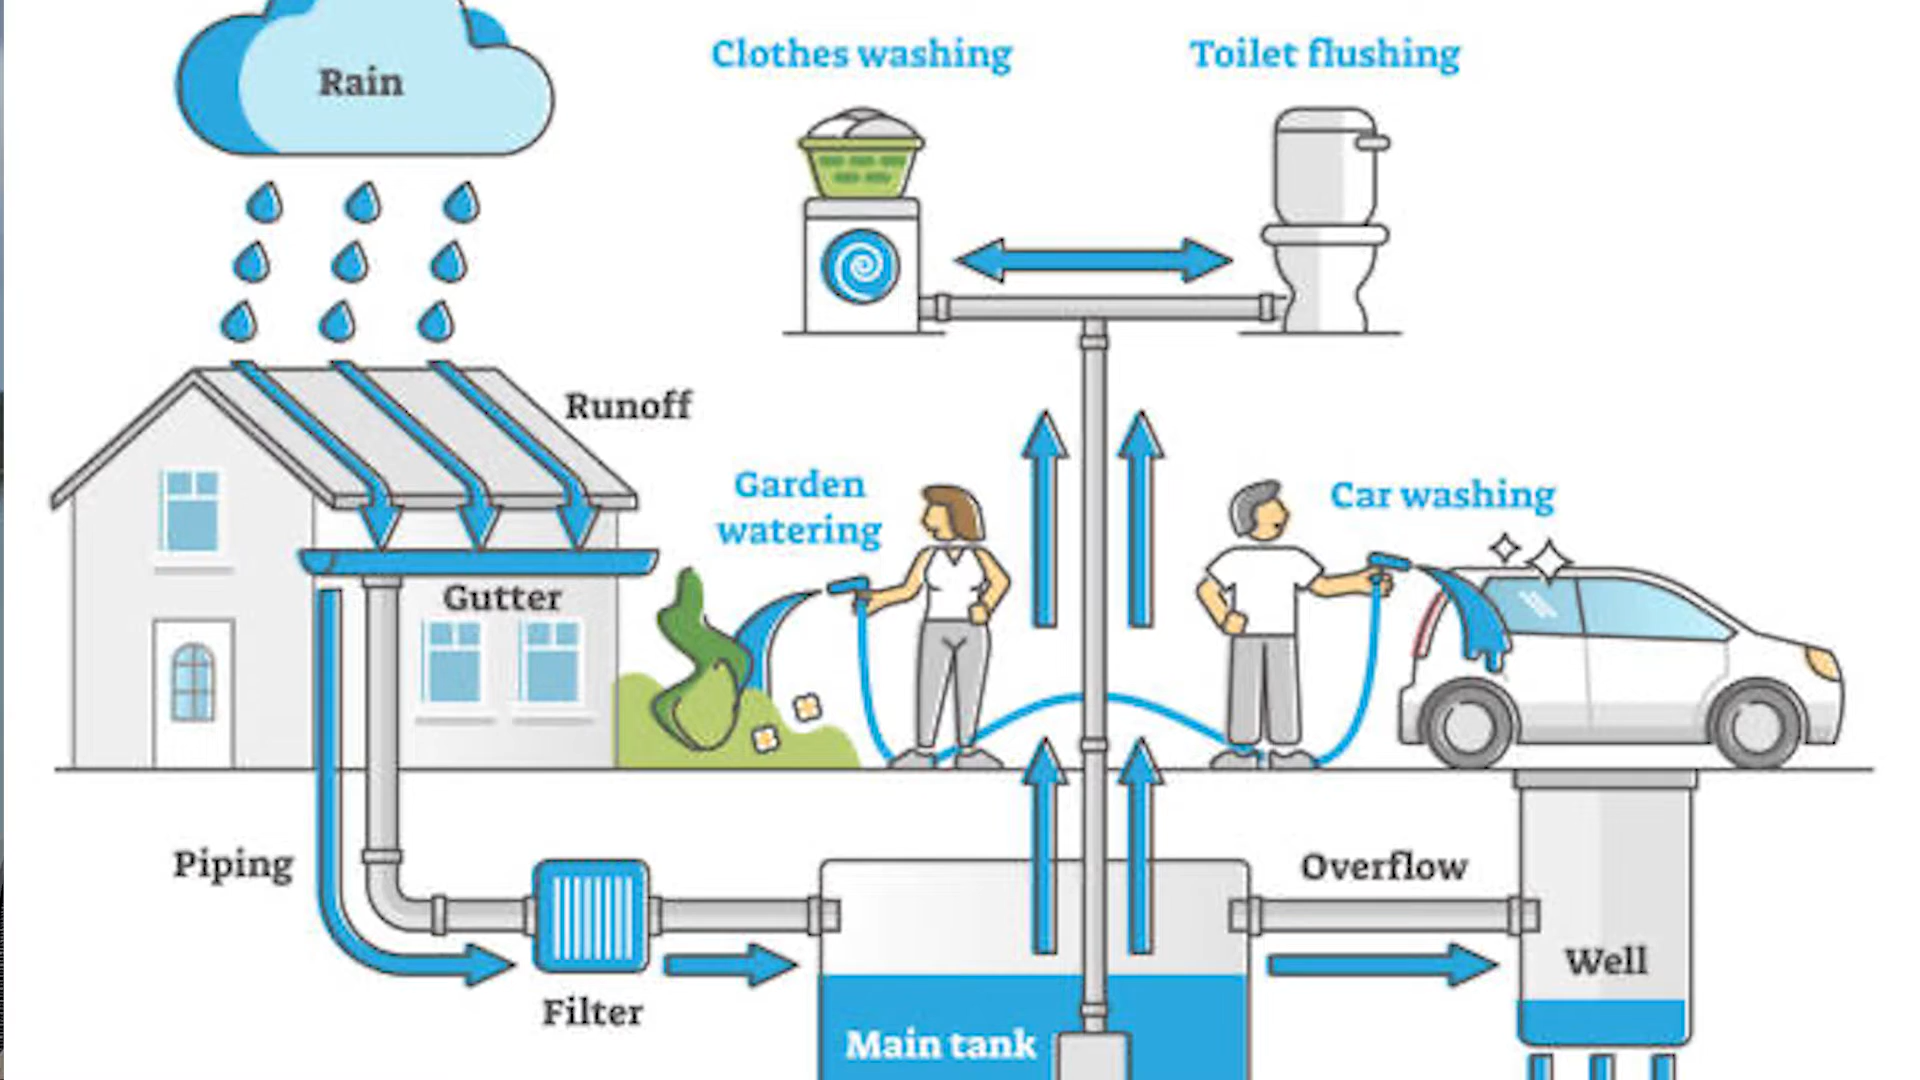 Rain
Clothes washing
Toilet flushing
Runoff
Garden
watering
Car washing
Gutter
Piping
Filter
Overflow
Well
Main tank